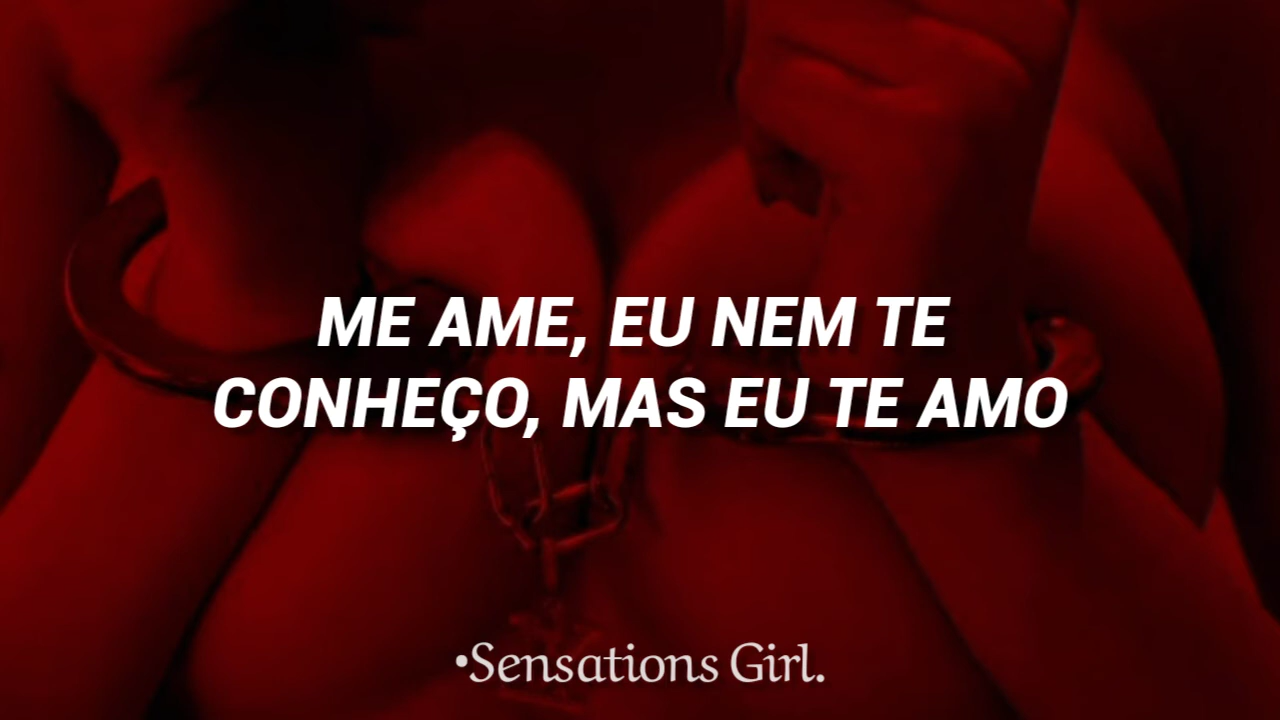 ME AME, EU NEM TE
CONHEÇO, MAS EU TE AMO
•Sensations Girl.